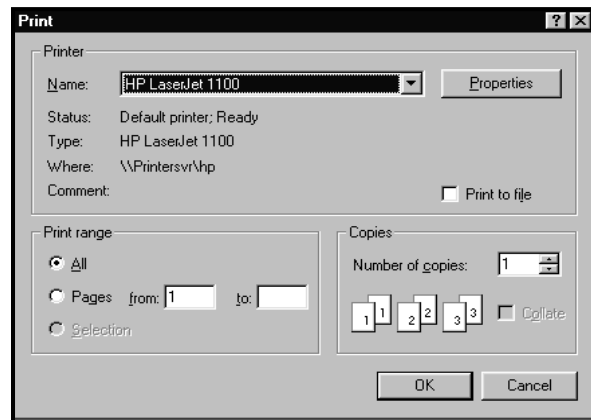 Print
Printer
Name: HP LaserJet 1100 Properties
Status: Default printer; Ready
Type: HP LaserJet 1100
Where: \\Printersvr\hp
Comment: Print to file
Print range
All
Pages from: 1 to:
Selection
Copies
Number of copies: 1
1 1 2 2 3 3 Collate
OK Cancel